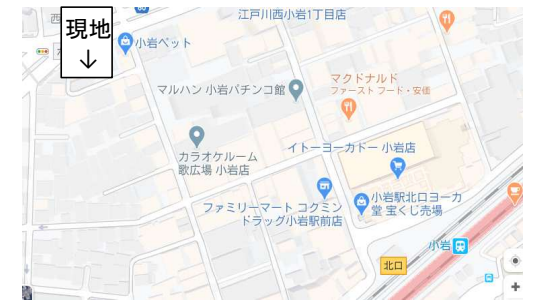 江戸川西小岩1丁目店
現地
↓
小岩ペット
マクドナルド
ファースト フード・安価
マルハン 小岩パチンコ館
カラオケルーム
歌広場 小岩店
イトーヨーカドー 小岩店
ファミリーマート コクミン
ドラッグ小岩駅前店
小岩駅北口ヨーカ
堂 宝くじ売場
小岩
北口